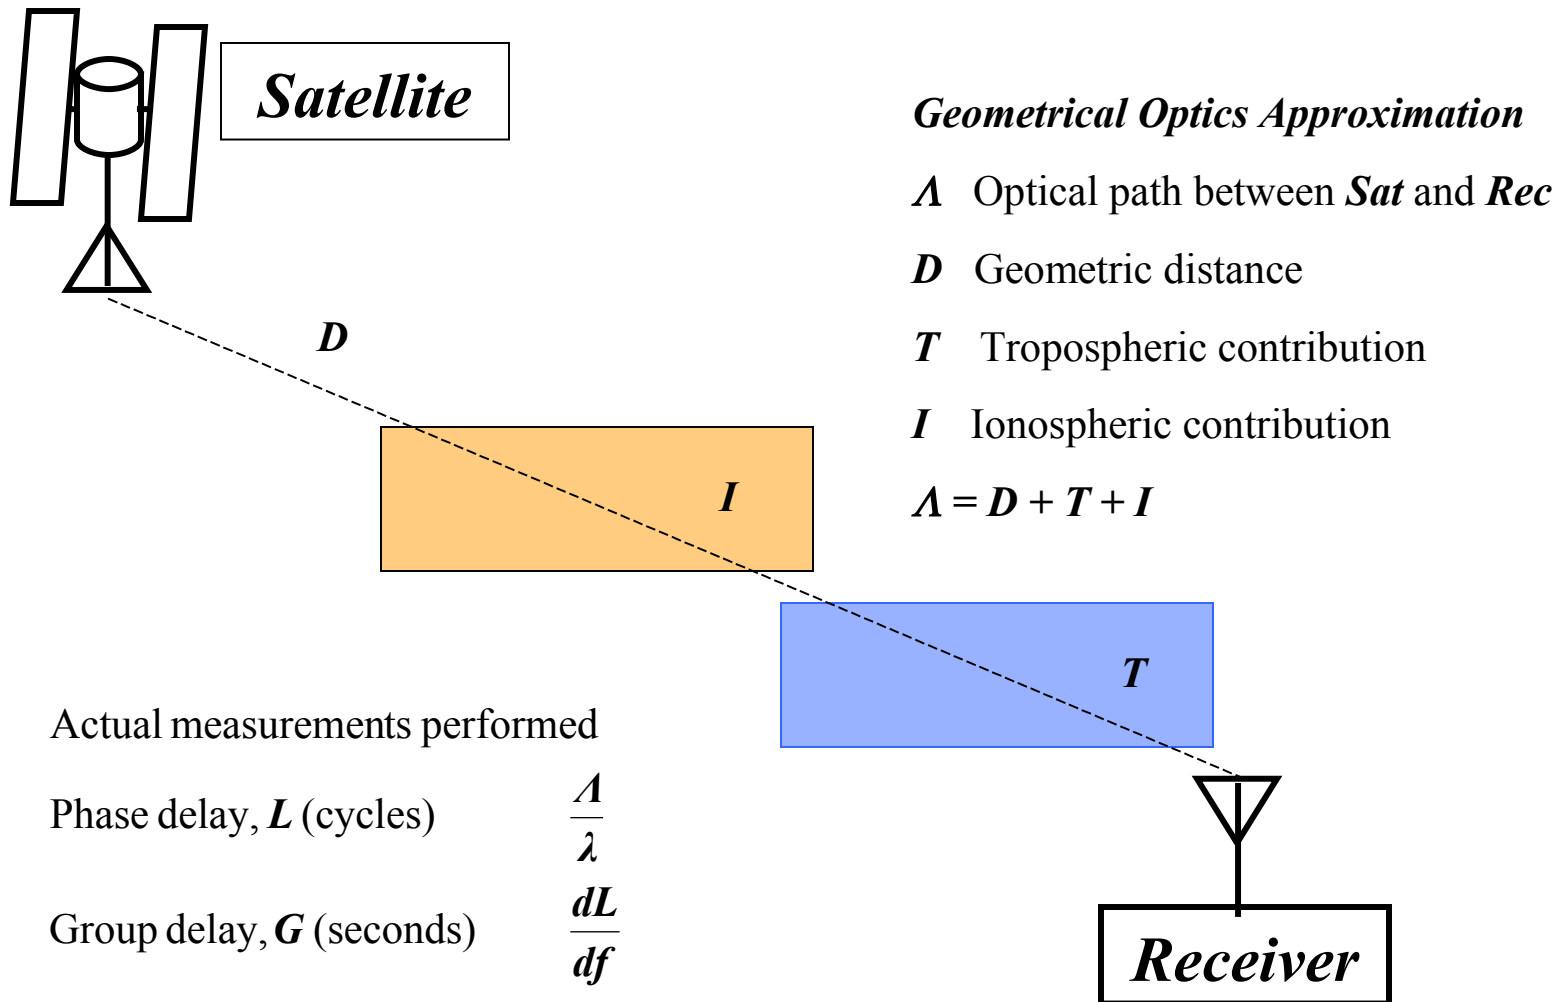 Satellite
Geometrical Optics Approximation
Λ Optical path between Sat and Rec
D Geometric distance
T Tropospheric contribution
I Ionospheric contribution
Λ = D + T + I
D
I
T
Actual measurements performed
Phase delay, L (cycles) Λ/λ
Group delay, G (seconds) dL/df
Receiver